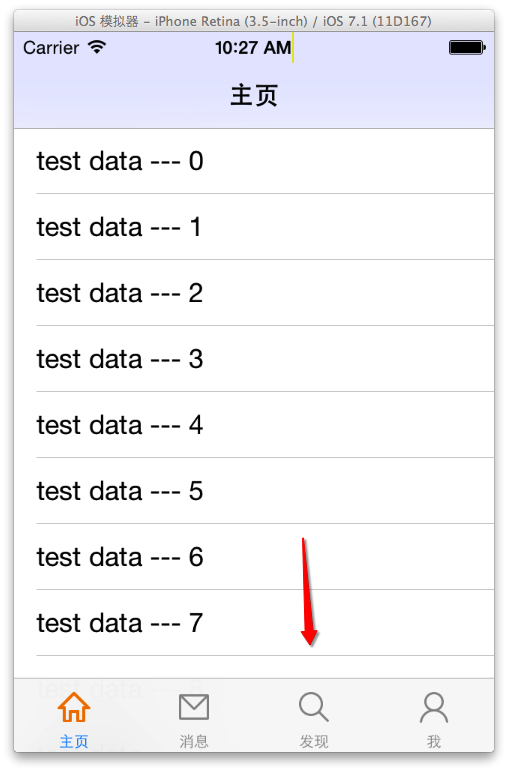 iOS 模拟器 - iPhone Retina (3.5-inch) / iOS 7.1 (11D167)
Carrier 10:27 AM
主页
test data --- 0
test data --- 1
test data --- 2
test data --- 3
test data --- 4
test data --- 5
test data --- 6
test data --- 7
主页 消息 发现 我